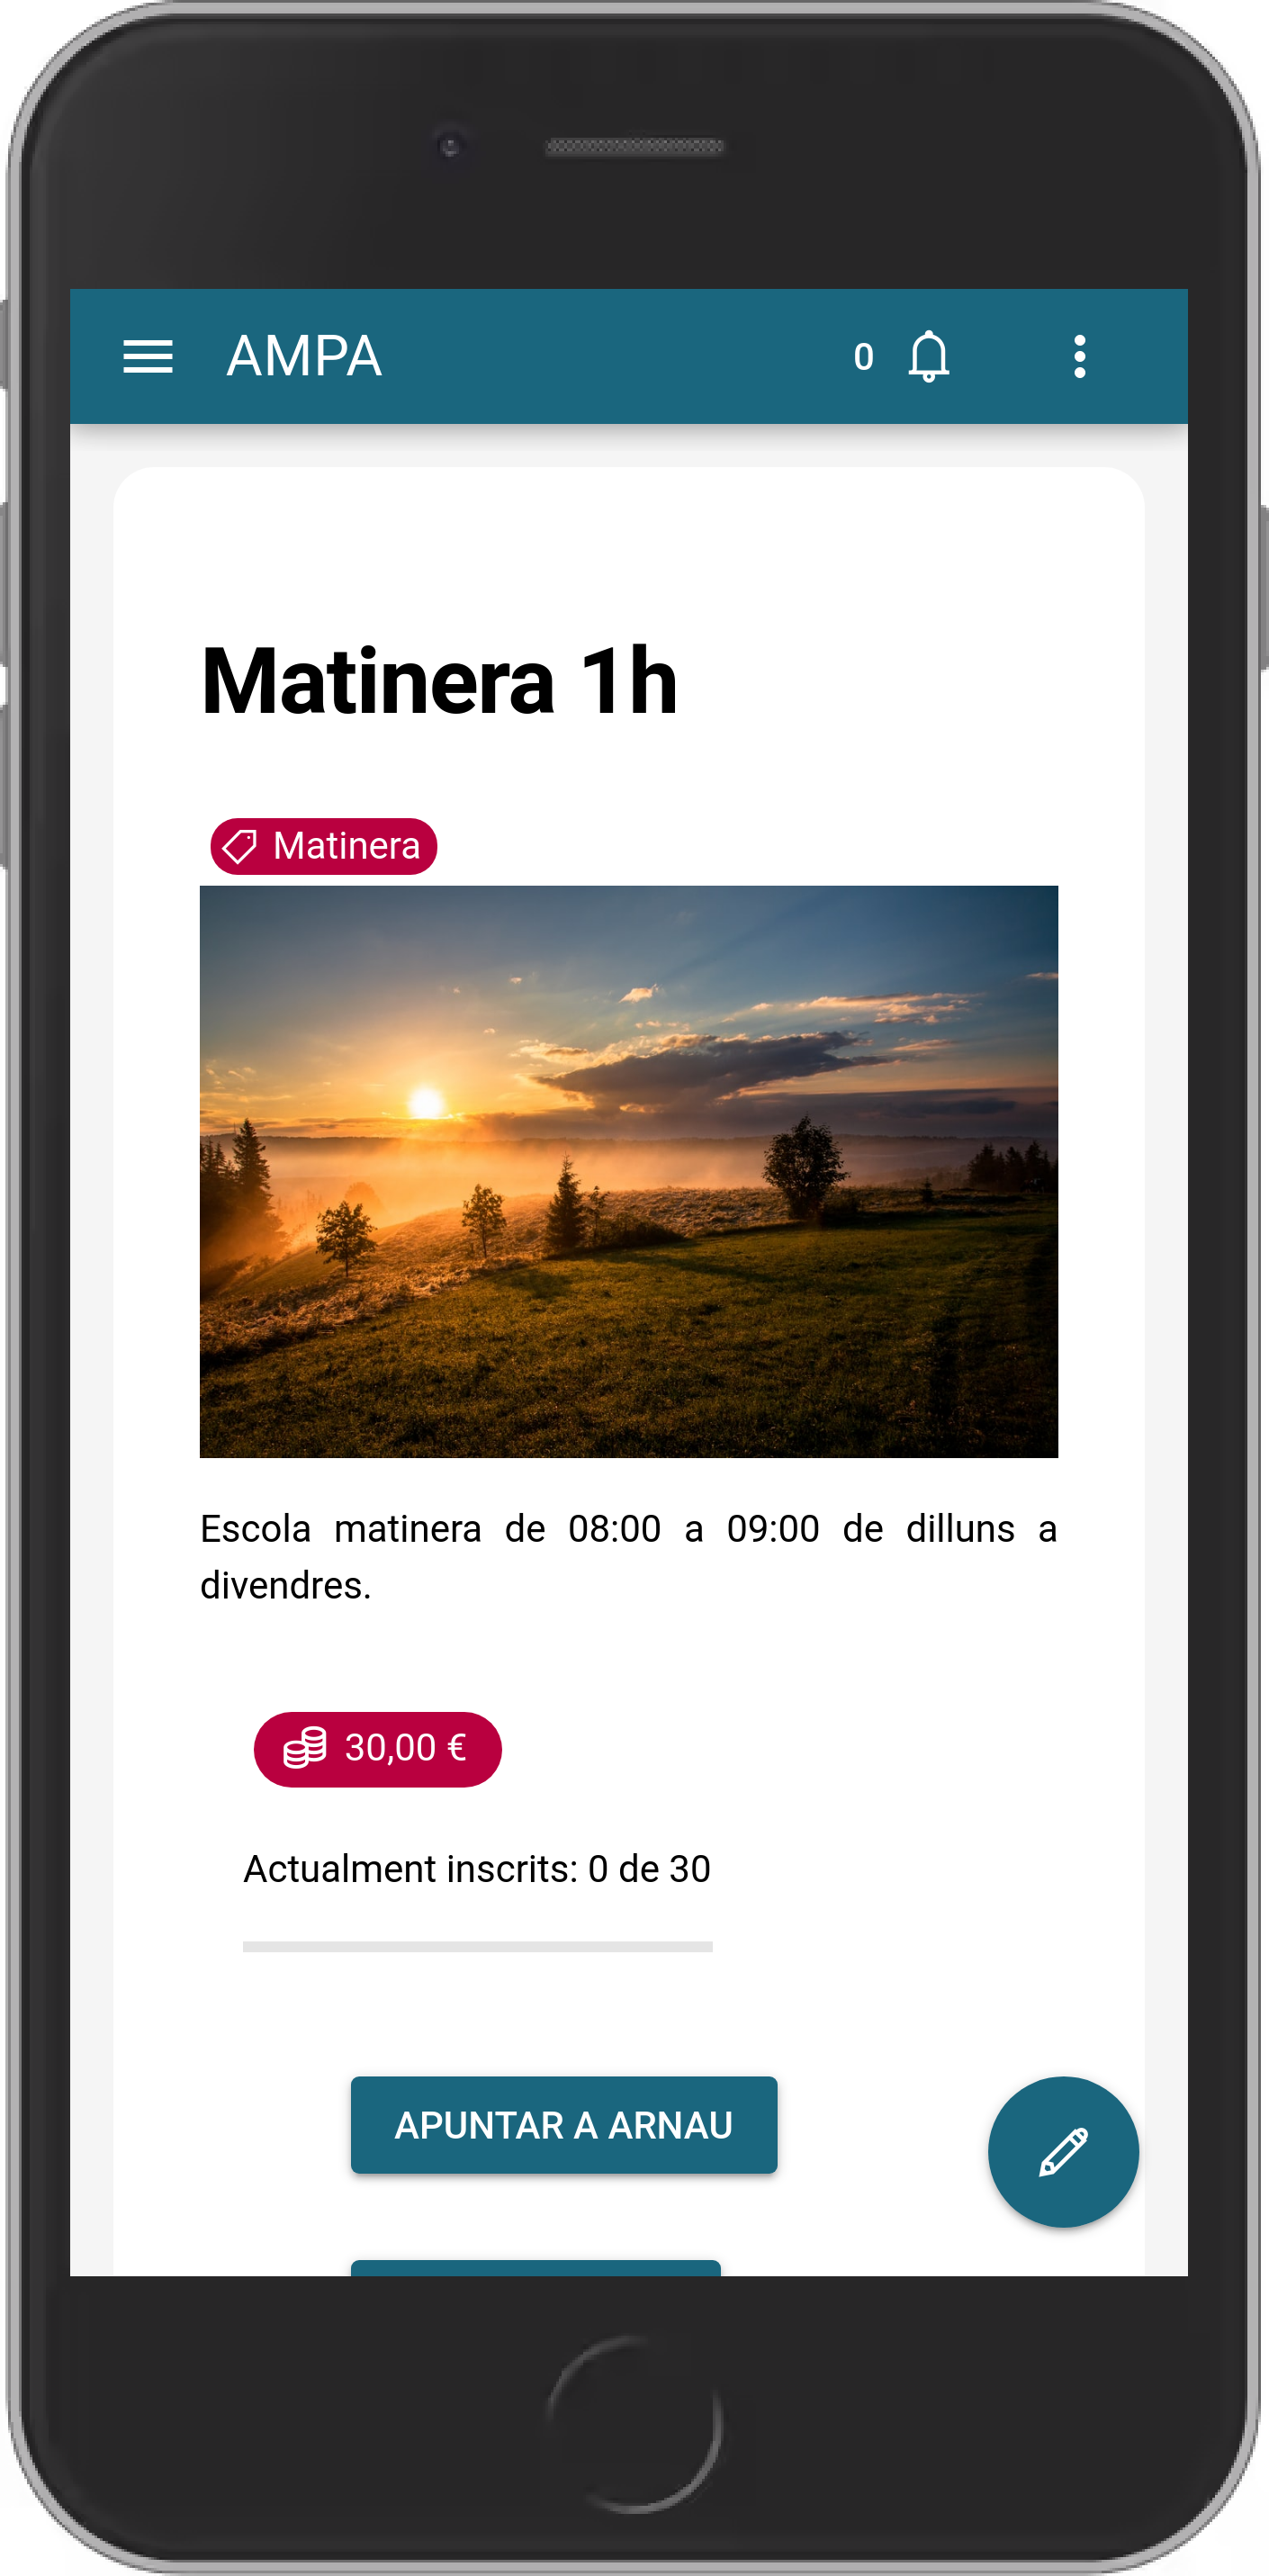 AMPA 0
Matinera 1h
Matinera
Escola matinera de 08:00 a 09:00 de dilluns a
divendres.
30,00 €
Actualment inscrits: 0 de 30
APUNTAR A ARNAU